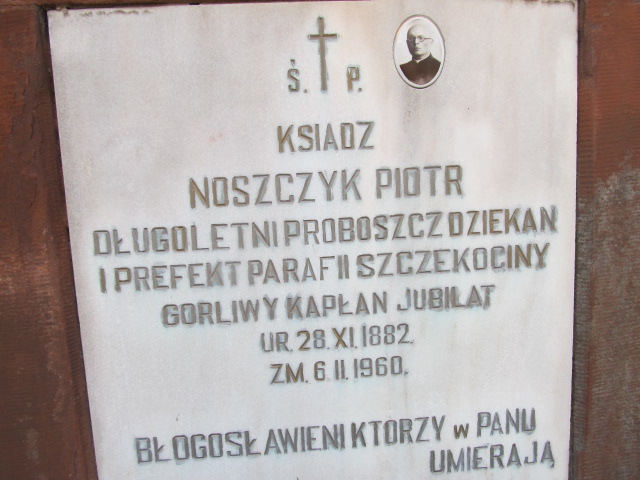 Ś. P.
KSIADZ
NOSZCZYK PIOTR
DŁUGOLETNI PROBOSZCZ DZIEKAN
I PREFEKT PARAFII SZCZEKOCINY
GORLIWY KAPŁAN JUBILAT
UR. 28. XI. 1882.
ZM. 6 II. 1960.
BŁOGOSŁAWIENI KTORZY w PANU
UMIERAJĄ